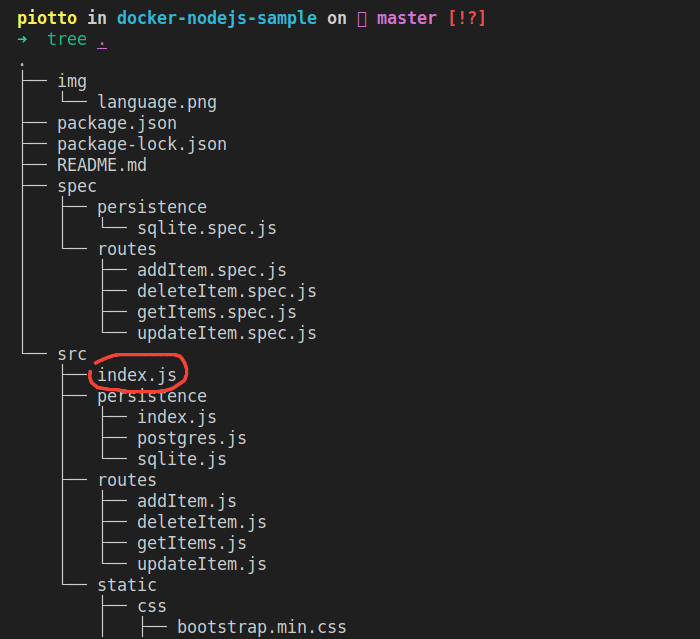 piotto in docker-nodejs-sample on master [!?]
➜ tree .
.
├── img
│   └── language.png
├── package.json
├── package-lock.json
├── README.md
├── spec
│   ├── persistence
│   │   └── sqlite.spec.js
│   └── routes
│       ├── addItem.spec.js
│       ├── deleteItem.spec.js
│       ├── getItems.spec.js
│       └── updateItem.spec.js
└── src
    ├── index.js
    ├── persistence
    │   ├── index.js
    │   ├── postgres.js
    │   └── sqlite.js
    ├── routes
    │   ├── addItem.js
    │   ├── deleteItem.js
    │   ├── getItems.js
    │   └── updateItem.js
    └── static
        ├── css
        │   ├── bootstrap.min.css